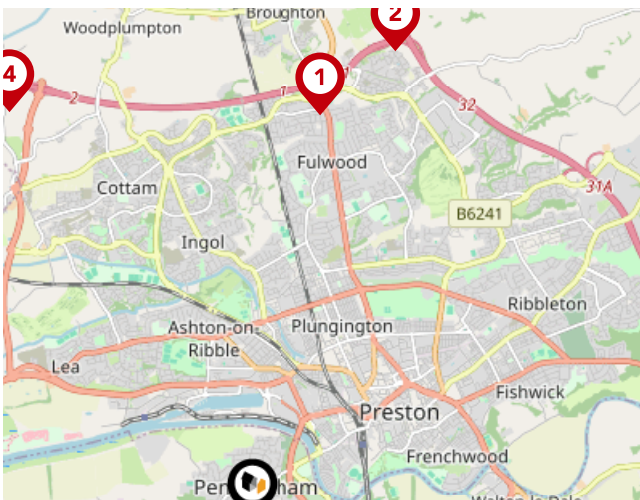 Broughton
Woodplumpton
2
4
1
1
2
32
Fulwood
31A
Cottam
B6241
Ingol
Ribbleton
Ashton-on-
Ribble
Plungington
Lea
Fishwick
Preston
Frenchwood